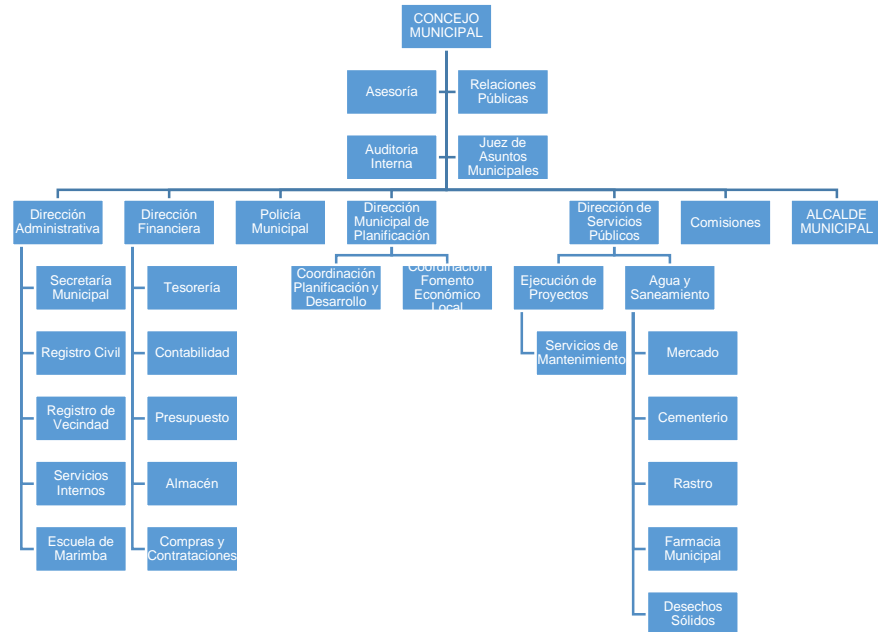 CONCEJO
MUNICIPAL
Asesoría
Relaciones
Públicas
Auditoria
Interna
Juez de
Asuntos
Municipales
Dirección
Administrativa
Dirección
Financiera
Policía
Municipal
Dirección
Municipal de
Planificación
Dirección de
Servicios
Públicos
Comisiones
ALCALDE
MUNICIPAL
Secretaría
Municipal
Registro Civil
Registro de
Vecindad
Servicios
Internos
Escuela de
Marimba
Tesorería
Contabilidad
Presupuesto
Almacén
Compras y
Contrataciones
Coordinación
Planificación y
Desarrollo
Coordinación
Fomento
Económico
Local
Ejecución de
Proyectos
Servicios de
Mantenimiento
Agua y
Saneamiento
Mercado
Cementerio
Rastro
Farmacia
Municipal
Desechos
Sólidos